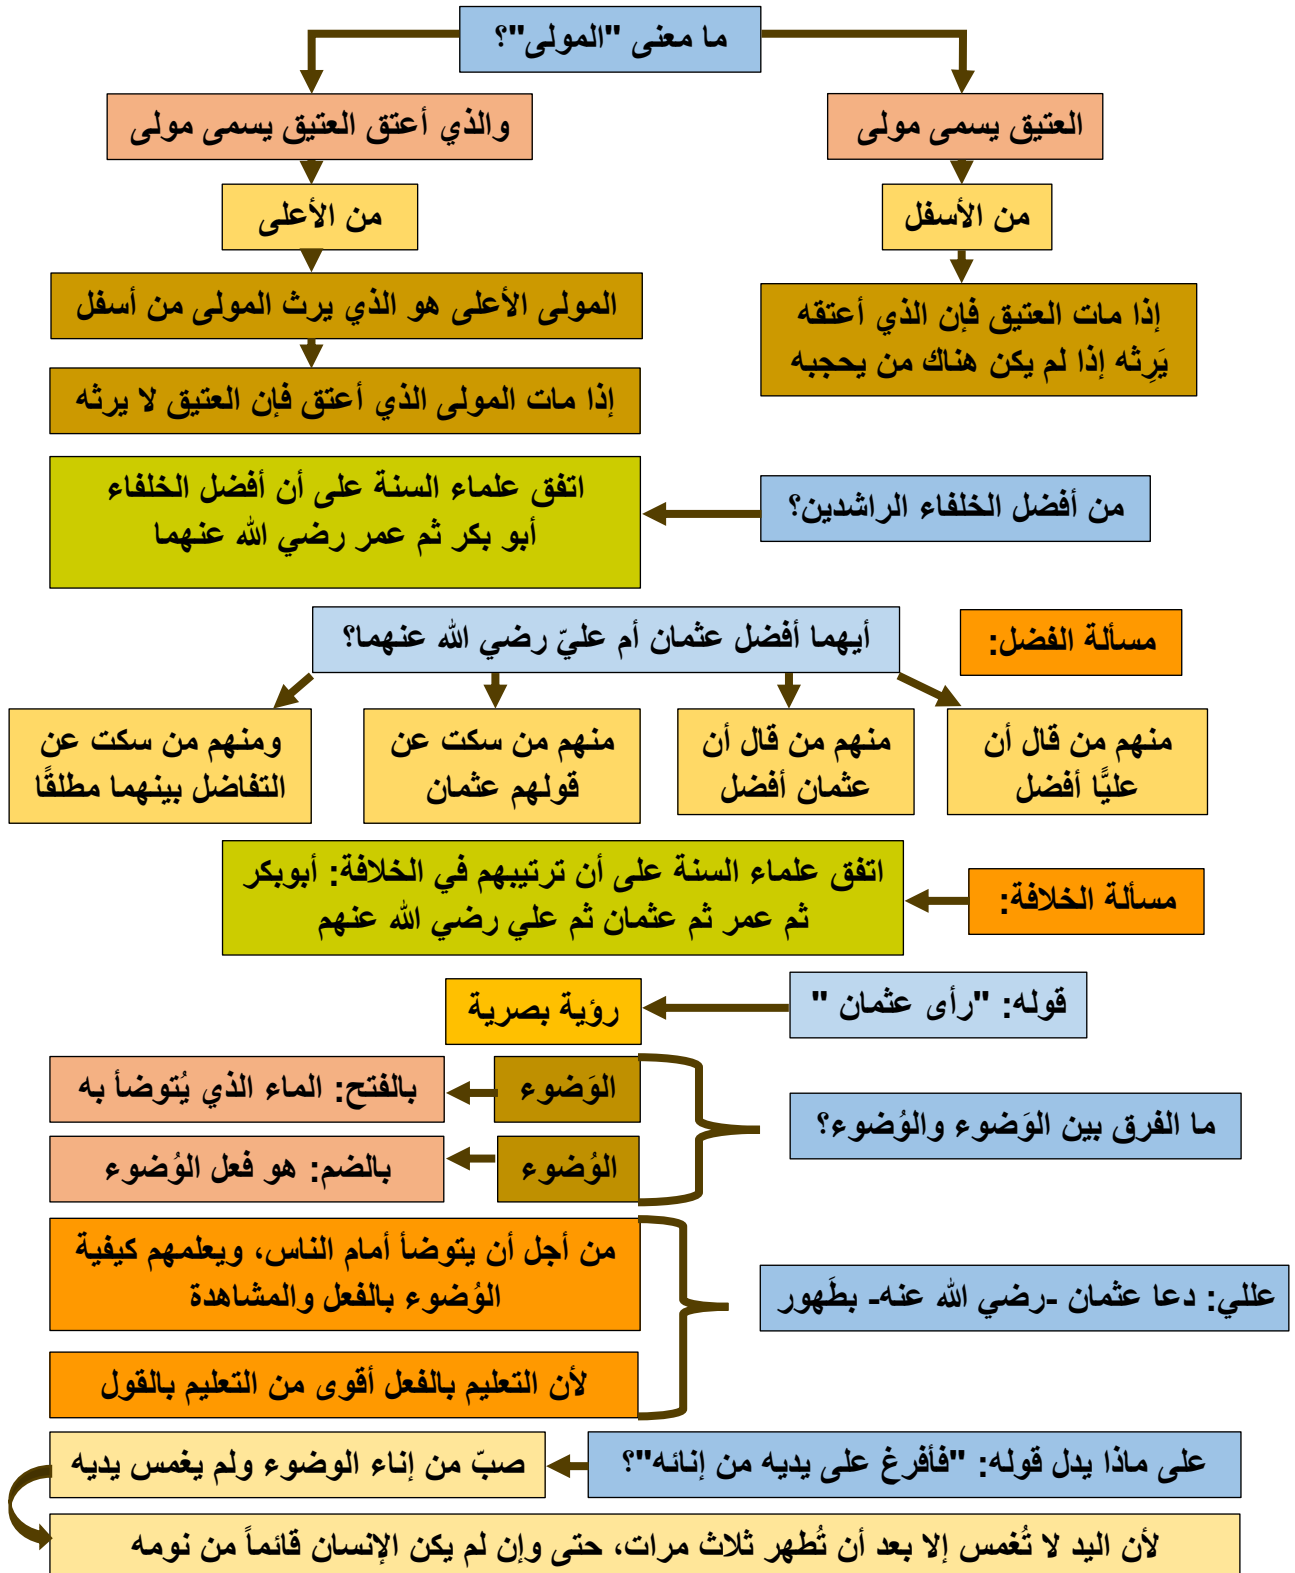 ما معنى "المولى"؟
العتيق يسمى مولى
والذي أعتق العتيق يسمى مولى
من الأسفل
من الأعلى
إذا مات العتيق فإن الذي أعتقه
يَرِثه إذا لم يكن هناك من يحجبه
المولى الأعلى هو الذي يرث المولى من أسفل
إذا مات المولى الذي أعتق فإن العتيق لا يرثه
من أفضل الخلفاء الراشدين؟
اتفق علماء السنة على أن أفضل الخلفاء
أبو بكر ثم عمر رضي الله عنهما
مسألة الفضل:
أيهما أفضل عثمان أم عليّ رضي الله عنهما؟
منهم من قال أن
عليًّا أفضل
منهم من قال أن
عثمان أفضل
منهم من سكت عن
قولهم عثمان
ومنهم من سكت عن
التفاضل بينهما مطلقًا
مسألة الخلافة:
اتفق علماء السنة على أن ترتيبهم في الخلافة: أبوبكر
ثم عمر ثم عثمان ثم علي رضي الله عنهم
قوله: "رأى عثمان "
رؤية بصرية
ما الفرق بين الوَضوء والوُضوء؟
الوَضوء
بالفتح: الماء الذي يُتوضأ به
الوُضوء
بالضم: هو فعل الوُضوء
عللي: دعا عثمان -رضي الله عنه- بطَهور
من أجل أن يتوضأ أمام الناس، ويعلمهم كيفية
الوُضوء بالفعل والمشاهدة
لأن التعليم بالفعل أقوى من التعليم بالقول
على ماذا يدل قوله: "فأفرغ على يديه من إنائه"؟
صبّ من إناء الوضوء ولم يغمس يديه
لأن اليد لا تُغمس إلا بعد أن تُطهر ثلاث مرات، حتى وإن لم يكن الإنسان قائماً من نومه